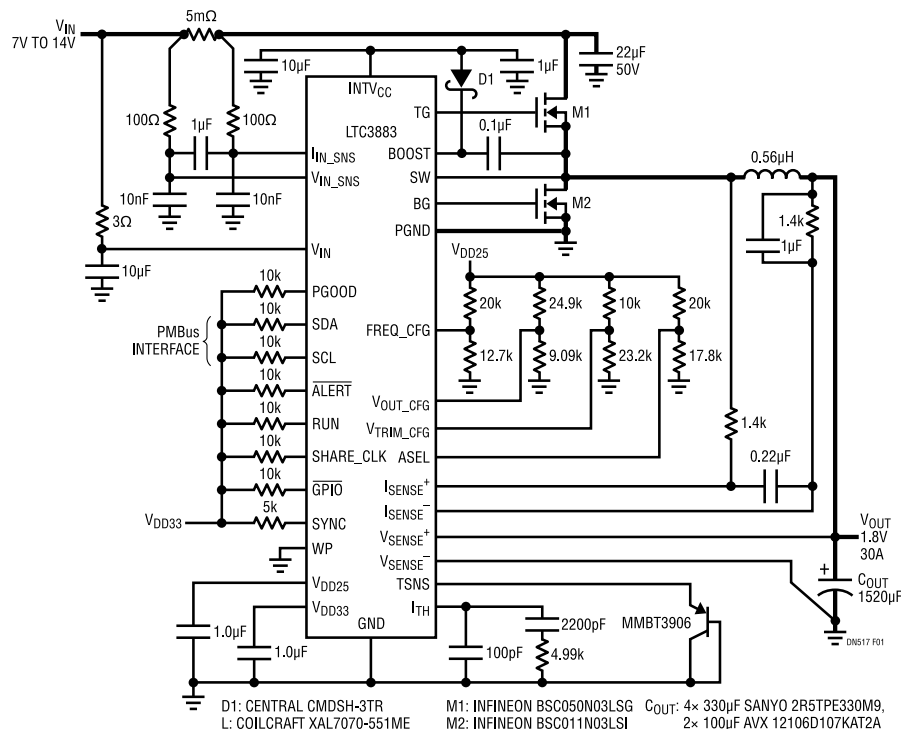 VIN
7V TO 14V
5mΩ
10µF
D1
1µF
22µF
50V
INTVCC
LTC3883
100Ω
1µF
100Ω
TG
M1
IIN_SNS
BOOST
0.1µF
0.56µH
VIN_SNS
SW
10nF
10nF
BG
M2
1.4k
3Ω
PGND
1µF
VIN
10µF
VDD25
10k
PGOOD
20k
24.9k
10k
20k
PMBus
INTERFACE
10k
SDA
FREQ_CFG
10k
SCL
12.7k
9.09k
23.2k
17.8k
10k
ALERT
VOUT_CFG
10k
RUN
VTRIM_CFG
1.4k
10k
SHARE_CLK
ASEL
0.22µF
10k
GPIO
ISENSE+
ISENSE–
VDD33
5k
SYNC
VSENSE+
VOUT
1.8V
30A
WP
VSENSE–
VDD25
TSNS
COUT
1520µF
+
VDD33
ITH
1.0µF
1.0µF
GND
2200pF
MMBT3906
100pF
4.99k
DN517 F01
D1: CENTRAL CMDSH-3TR
L: COILCRAFT XAL7070-551ME
M1: INFINEON BSC050N03LSG
M2: INFINEON BSC011N03LSI
COUT: 4× 330µF SANYO 2R5TPE330M9,
2× 100µF AVX 12106D107KAT2A